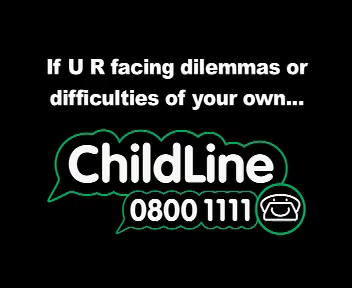 If U R facing dilemmas or
difficulties of your own...
ChildLine
0800 1111